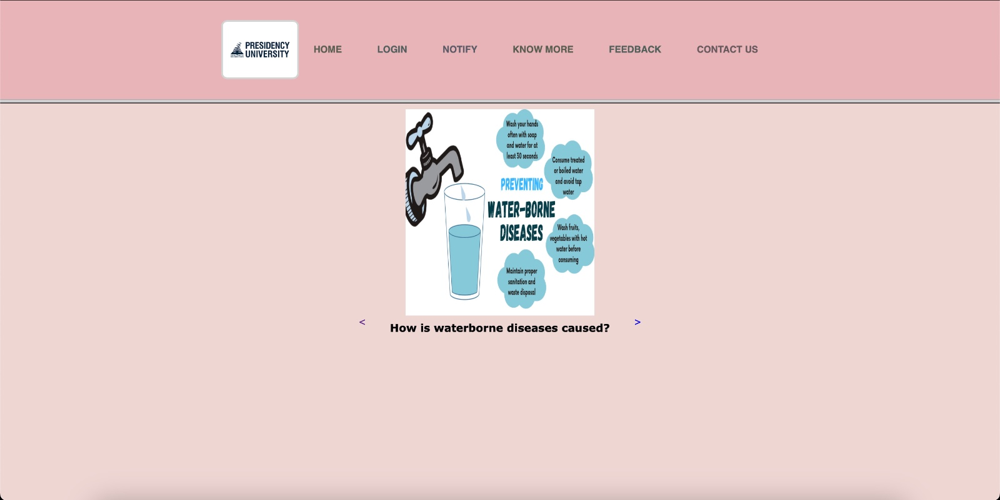 PRESIDENCY
UNIVERSITY
HOME
LOGIN
NOTIFY
KNOW MORE
FEEDBACK
CONTACT US
Wash your hands
often with soap
and water for at
least 30 seconds
Consume treated
or boiled water
and avoid tap
water
PREVENTING
WATER-BORNE
DISEASES
Wash fruits,
vegetables with hot
water before
consuming
Maintain proper
sanitation and
waste disposal
<
How is waterborne diseases caused?
>